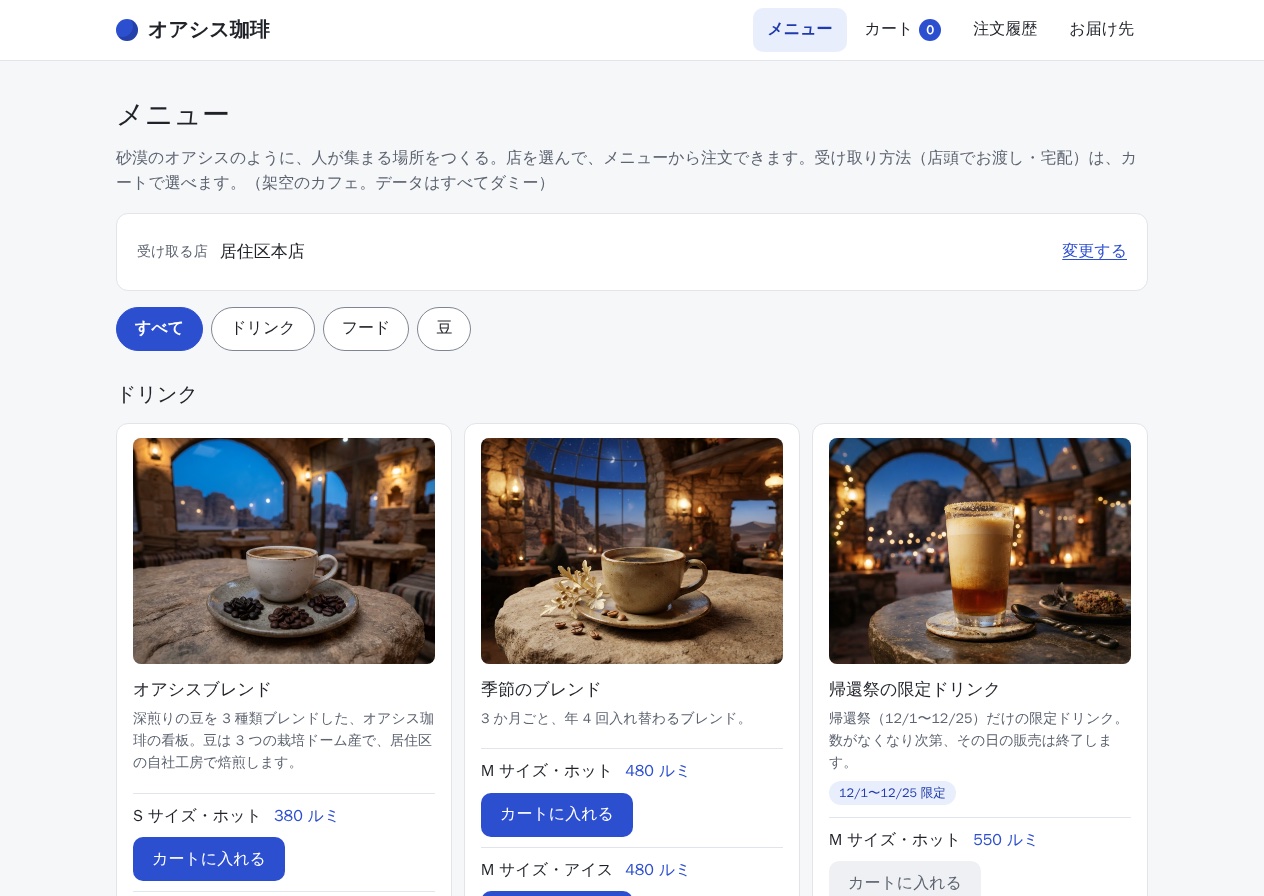 オアシス珈琲
メニュー
カート 0
注文履歴
お届け先
メニュー
砂漠のオアシスのように、人が集まる場所をつくる。店を選んで、メニューから注文できます。受け取り方法（店頭でお渡し・宅配）は、カ
ートで選べます。（架空のカフェ。データはすべてダミー）
受け取る店 居住区本店
変更する
すべて
ドリンク
フード
豆
ドリンク
オアシスブレンド
深煎りの豆を 3 種類ブレンドした、オアシス珈
琲の看板。豆は 3 つの栽培ドーム産で、居住区
の自社工房で焙煎します。
S サイズ・ホット 380 ルミ
カートに入れる
季節のブレンド
3 か月ごと、年 4 回入れ替わるブレンド。
M サイズ・ホット 480 ルミ
カートに入れる
M サイズ・アイス 480 ルミ
帰還祭の限定ドリンク
帰還祭（12/1〜12/25）だけの限定ドリンク。
数がなくなり次第、その日の販売は終了しま
す。
12/1〜12/25 限定
M サイズ・ホット 550 ルミ
カートに入れる